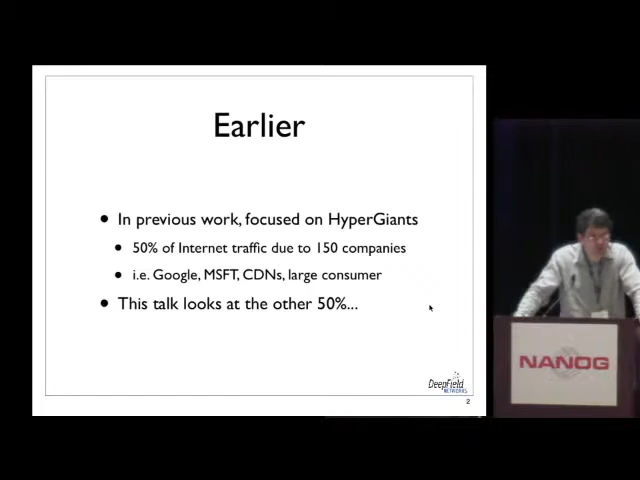 Earlier
• In previous work, focused on HyperGiants
• 50% of Internet traffic due to 150 companies
• i.e. Google, MSFT, CDNs, large consumer
• This talk looks at the other 50%...
DeepField
NETWORKS
2
NANOG